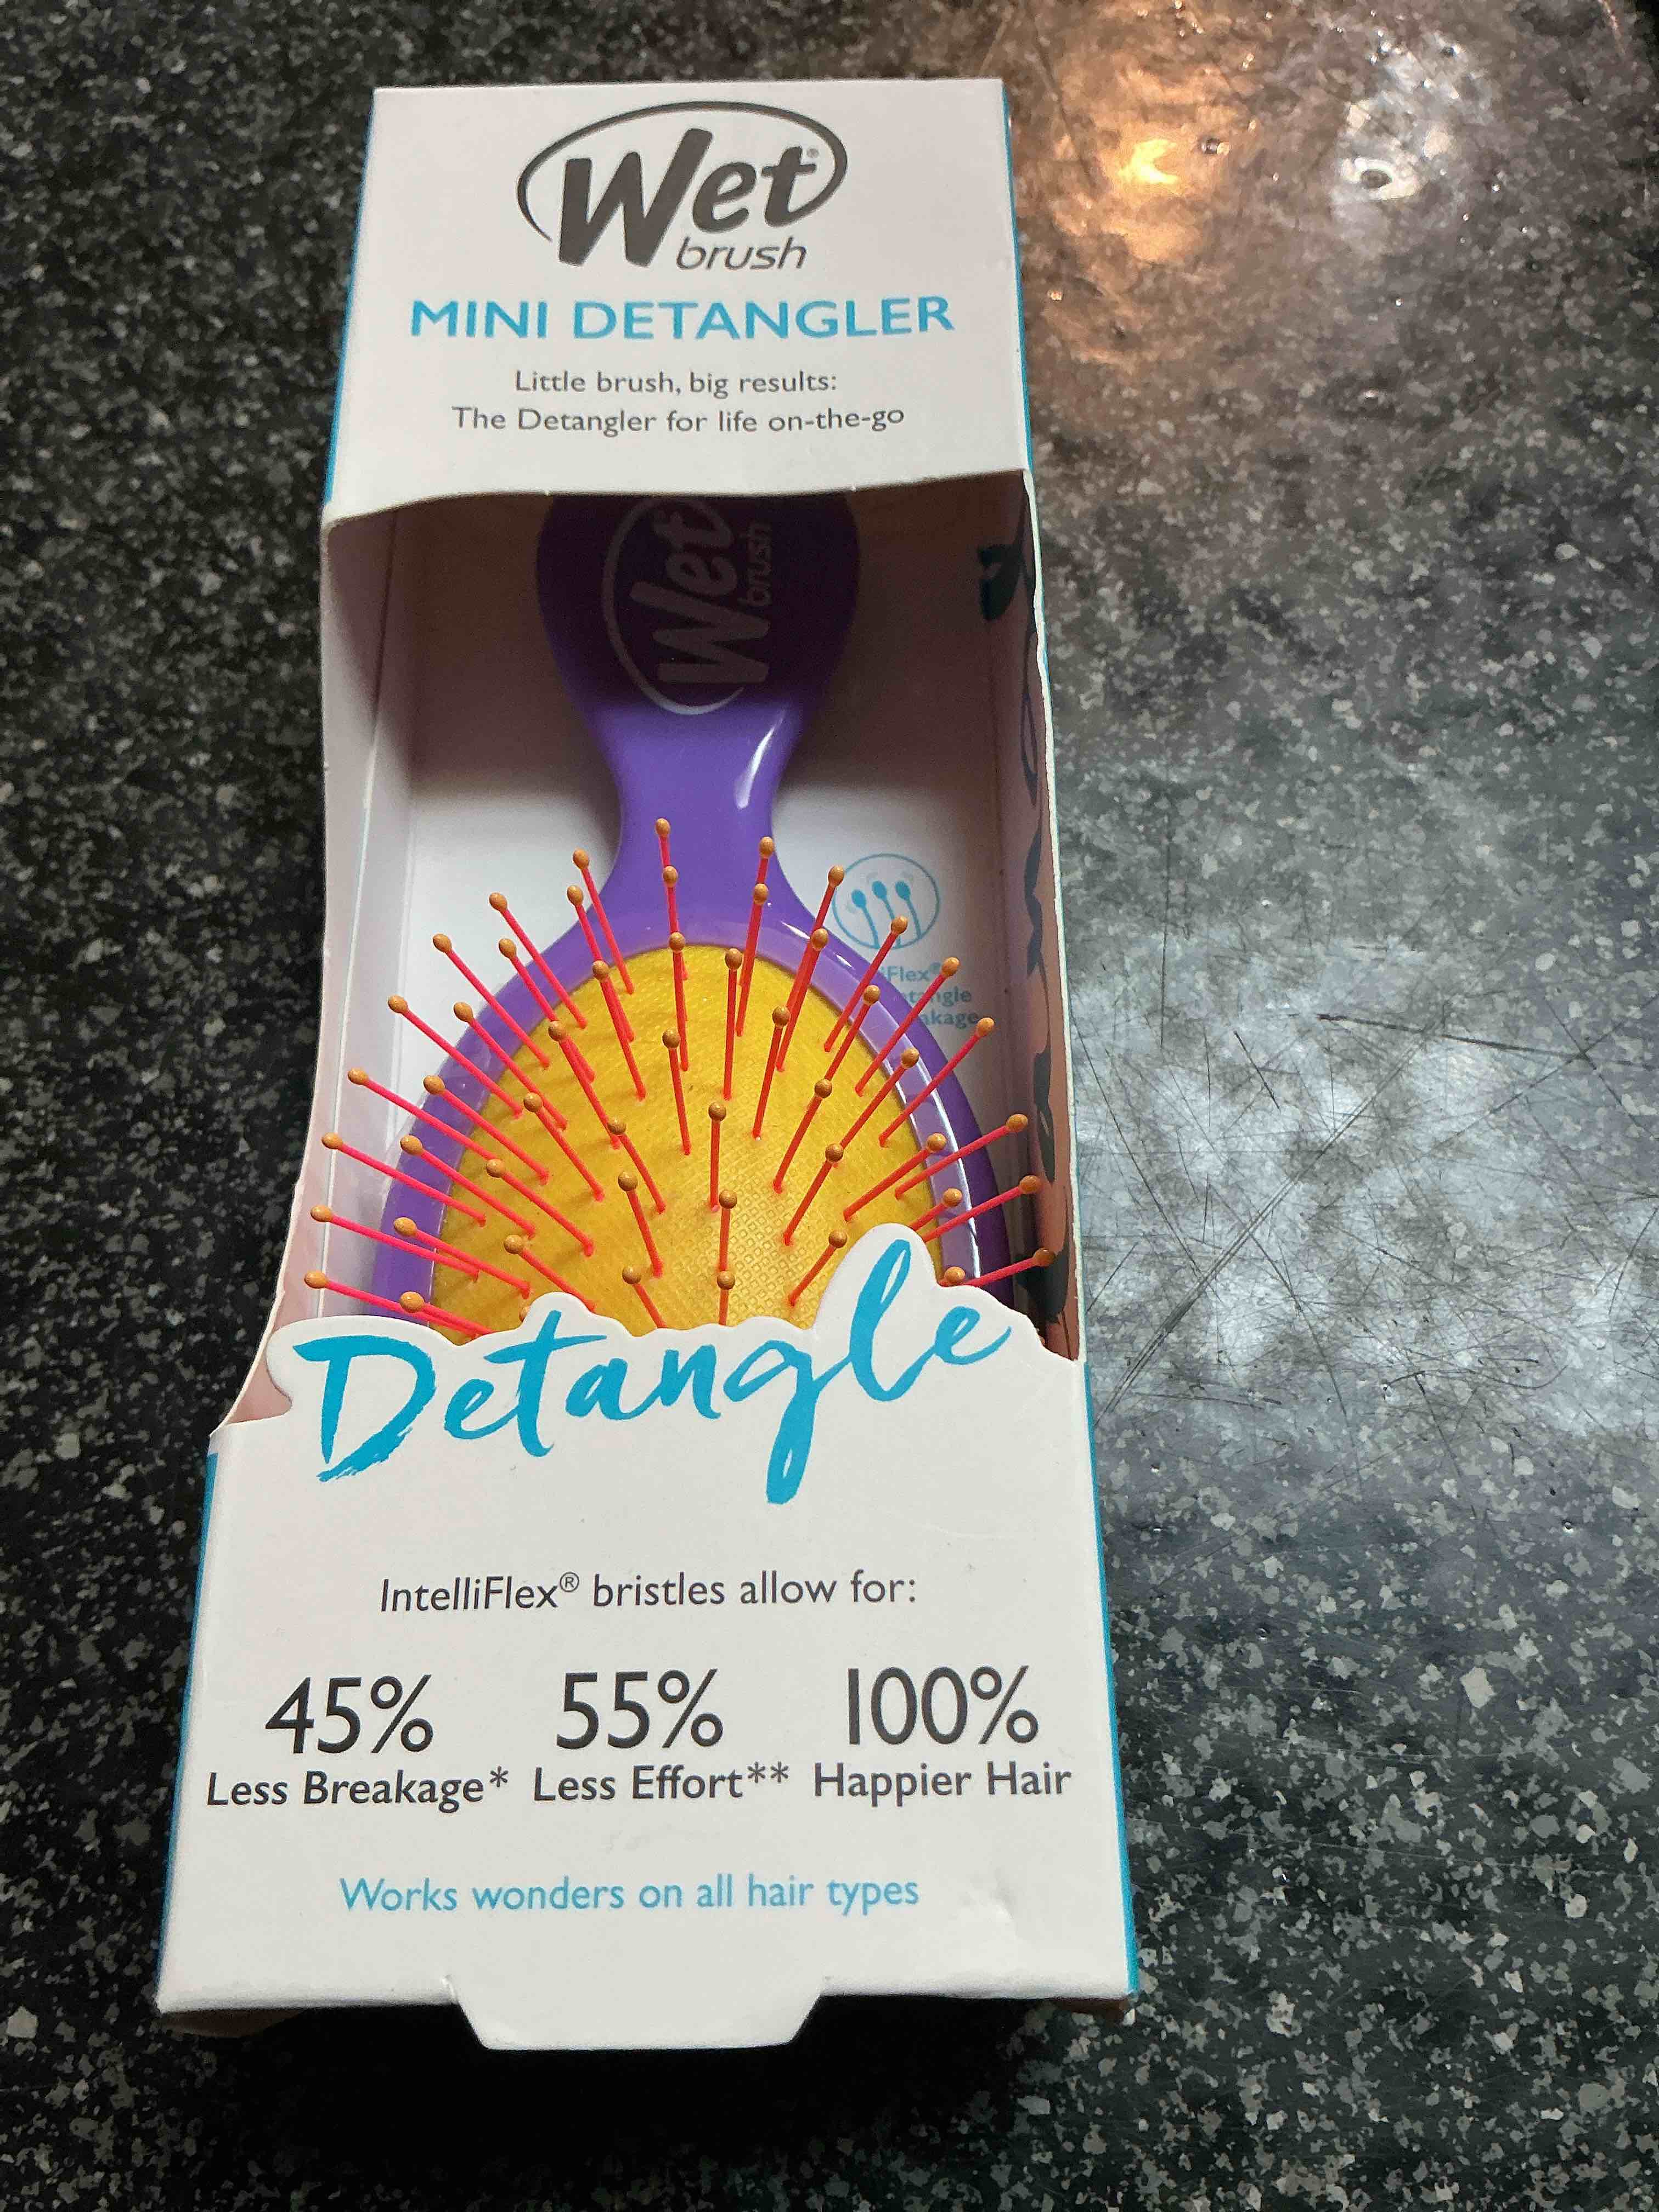 Wet®
brush
MINI DETANGLER
Little brush, big results:
The Detangler for life on-the-go
Wet
brush
Flex®
Detangle
IntelliFlex® bristles allow for:
45% 55% 100%
Less Breakage* Less Effort** Happier Hair
Works wonders on all hair types